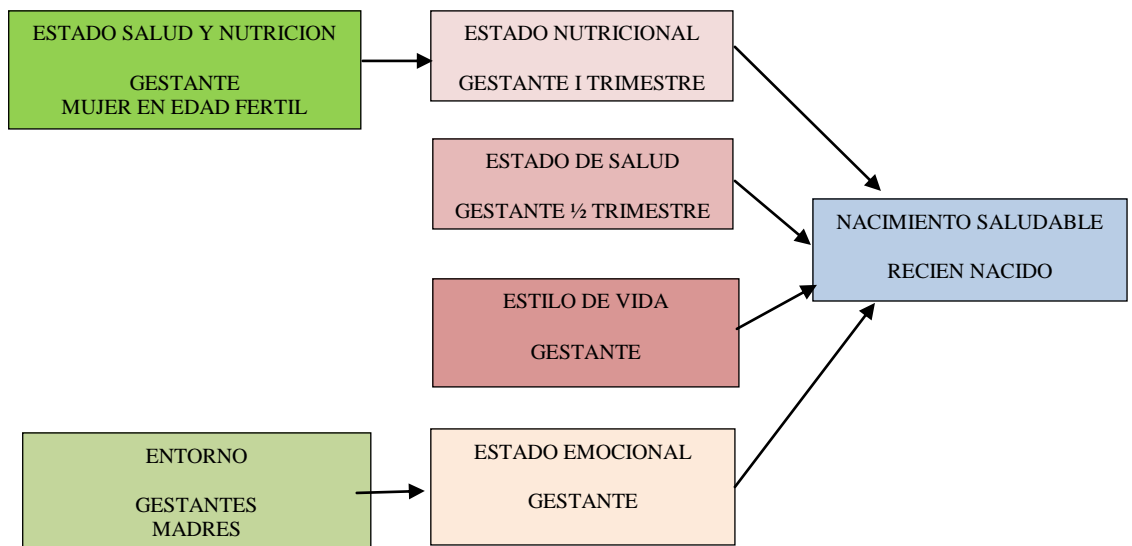 ESTADO SALUD Y NUTRICION
GESTANTE
MUJER EN EDAD FERTIL
ESTADO NUTRICIONAL
GESTANTE I TRIMESTRE
ESTADO DE SALUD
GESTANTE ½ TRIMESTRE
NACIMIENTO SALUDABLE
RECIEN NACIDO
ESTILO DE VIDA
GESTANTE
ENTORNO
GESTANTES
MADRES
ESTADO EMOCIONAL
GESTANTE